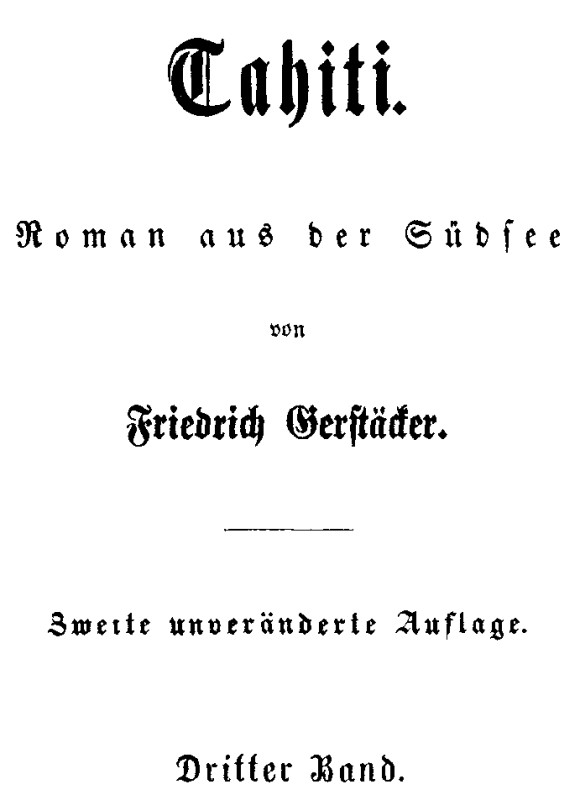 Tahiti.
Roman aus der Südsee
von
Friedrich Gerstäcker.
Zweite unveränderte Auflage.
Dritter Band.